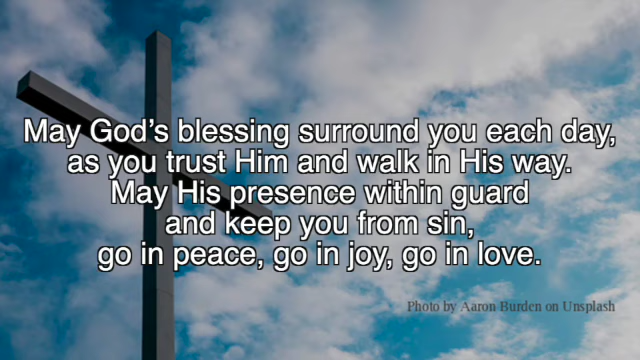 May God’s blessing surround you each day,
as you trust Him and walk in His way.
May His presence within guard
and keep you from sin,
go in peace, go in joy, go in love.
Photo by Aaron Burden on Unsplash